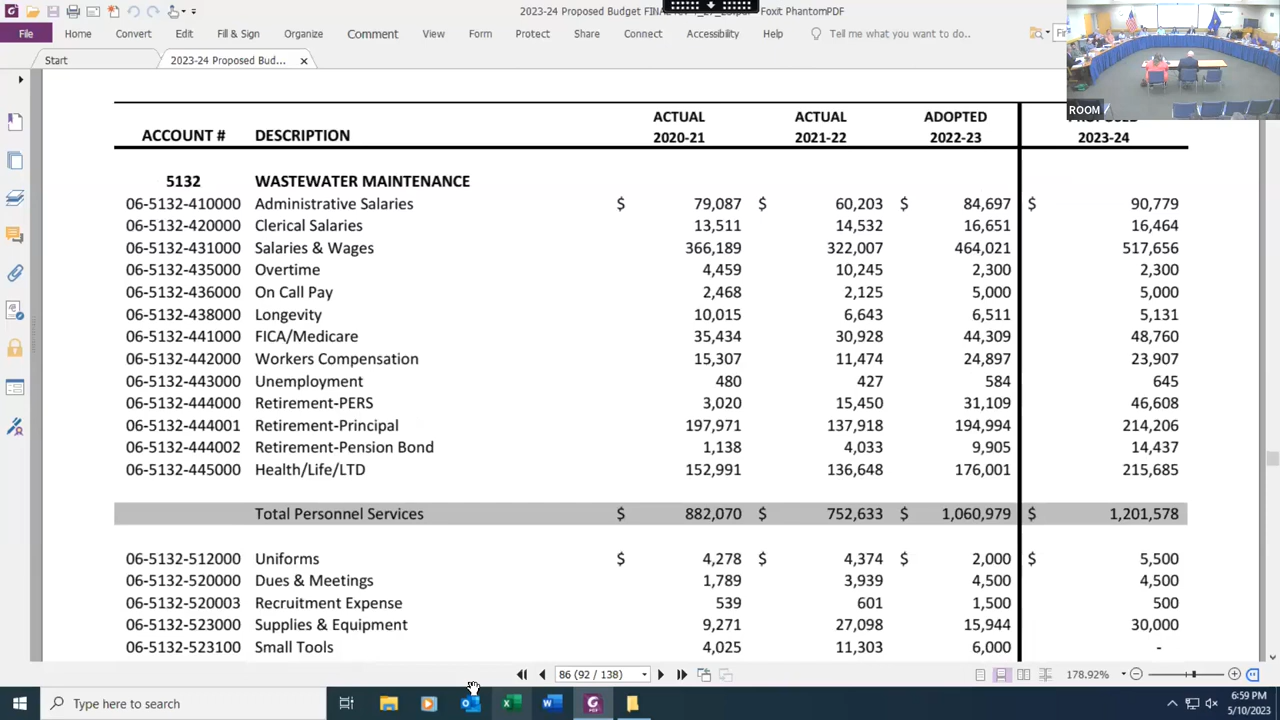 2023-24 Proposed Budget FINAL
Foxit PhantomPDF
File Home Convert Edit Fill & Sign Organize Comment View Form Protect Share Connect Accessibility Help Tell me what you want to do..
Start 2023-24 Proposed Bud...
ROOM
ACCOUNT # DESCRIPTION ACTUAL 2020-21 ACTUAL 2021-22 ADOPTED 2022-23 2023-24
5132 WASTEWATER MAINTENANCE
06-5132-410000 Administrative Salaries $ 79,087 $ 60,203 $ 84,697 $ 90,779
06-5132-420000 Clerical Salaries 13,511 14,532 16,651 16,464
06-5132-431000 Salaries & Wages 366,189 322,007 464,021 517,656
06-5132-435000 Overtime 4,459 10,245 2,300 2,300
06-5132-436000 On Call Pay 2,468 2,125 5,000 5,000
06-5132-438000 Longevity 10,015 6,643 6,511 5,131
06-5132-441000 FICA/Medicare 35,434 30,928 44,309 48,760
06-5132-442000 Workers Compensation 15,307 11,474 24,897 23,907
06-5132-443000 Unemployment 480 427 584 645
06-5132-444000 Retirement-PERS 3,020 15,450 31,109 46,608
06-5132-444001 Retirement-Principal 197,971 137,918 194,994 214,206
06-5132-444002 Retirement-Pension Bond 1,138 4,033 9,905 14,437
06-5132-445000 Health/Life/LTD 152,991 136,648 176,001 215,685
Total Personnel Services $ 882,070 $ 752,633 $ 1,060,979 $ 1,201,578
06-5132-512000 Uniforms $ 4,278 $ 4,374 $ 2,000 $ 5,500
06-5132-520000 Dues & Meetings 1,789 3,939 4,500 4,500
06-5132-520003 Recruitment Expense 539 601 1,500 500
06-5132-523000 Supplies & Equipment 9,271 27,098 15,944 30,000
06-5132-523100 Small Tools 4,025 11,303 6,000 -
86 (92 / 138) 178.92%
Type here to search
6:59 PM
5/10/2023